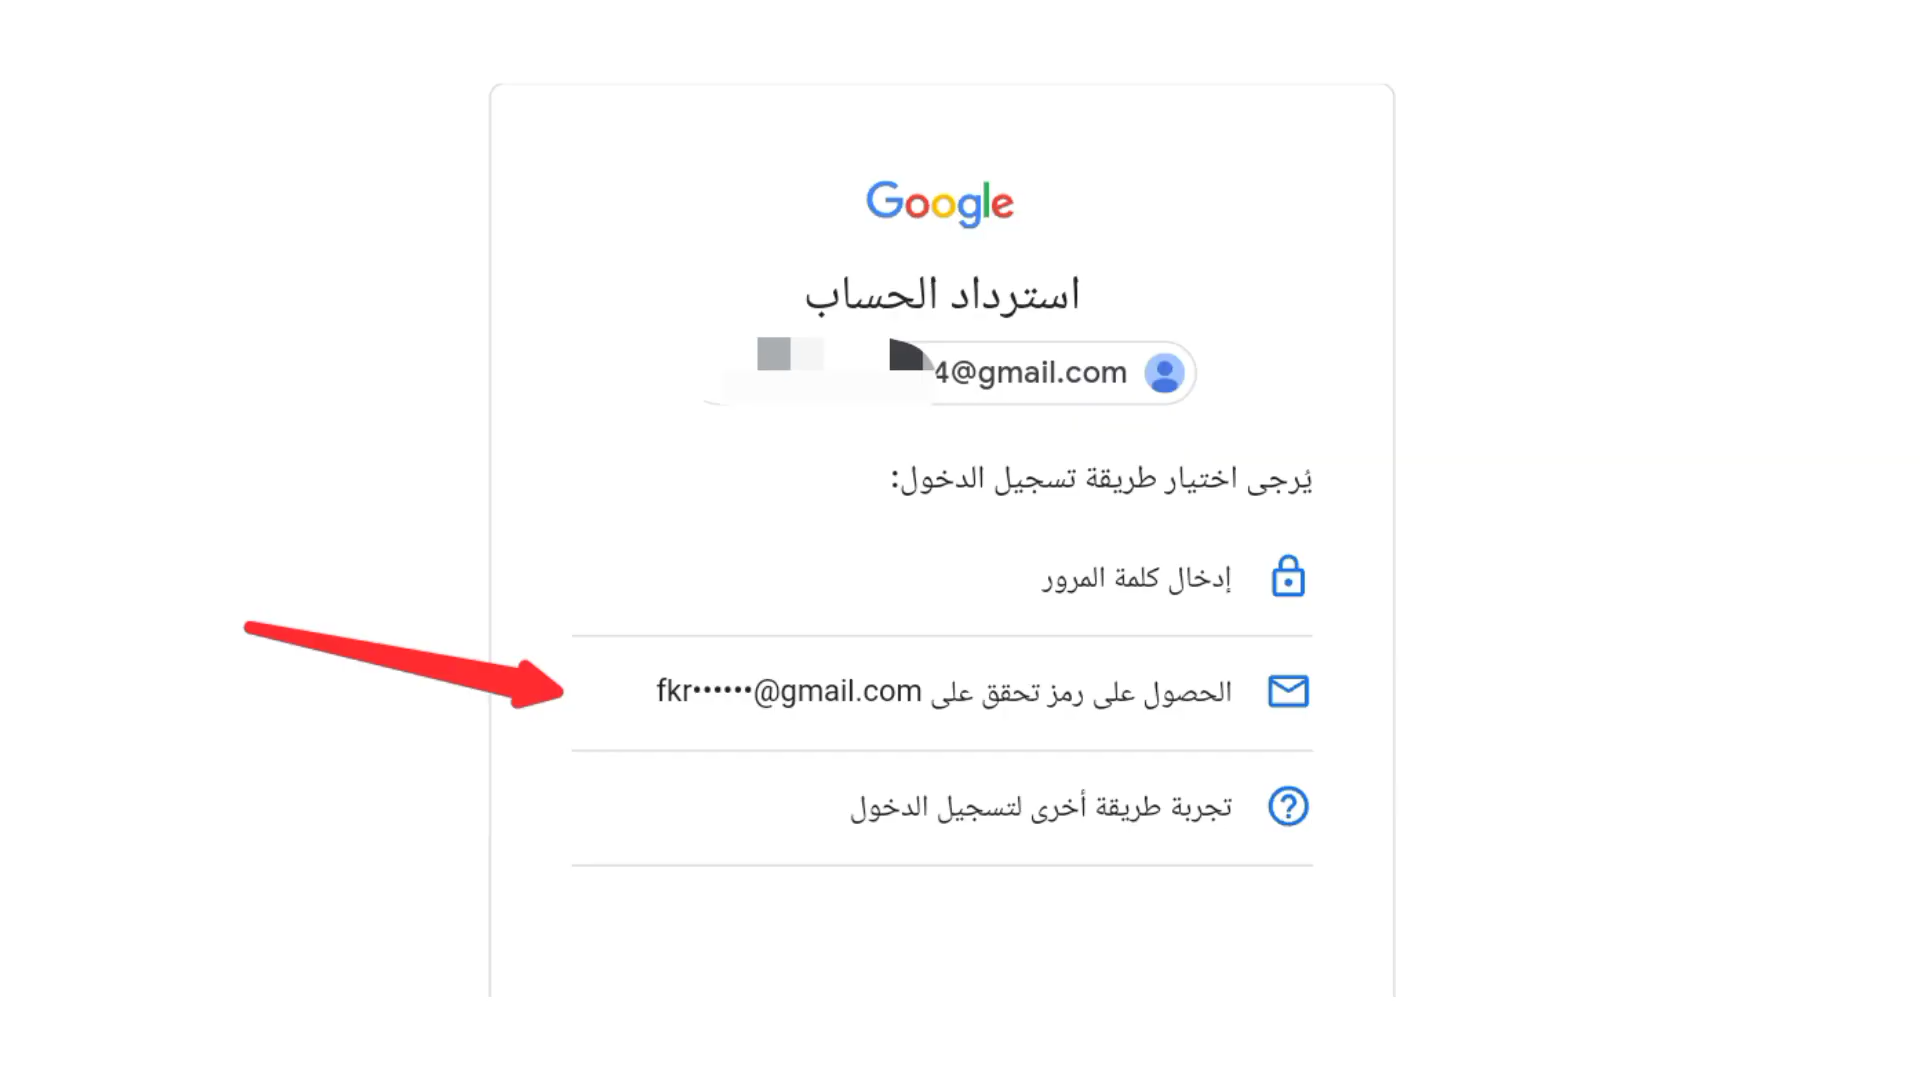 Google
استرداد الحساب
4@gmail.com
يُرجى اختيار طريقة تسجيل الدخول:
إدخال كلمة المرور
الحصول على رمز تحقق على fkr••••••@gmail.com
تجربة طريقة أخرى لتسجيل الدخول